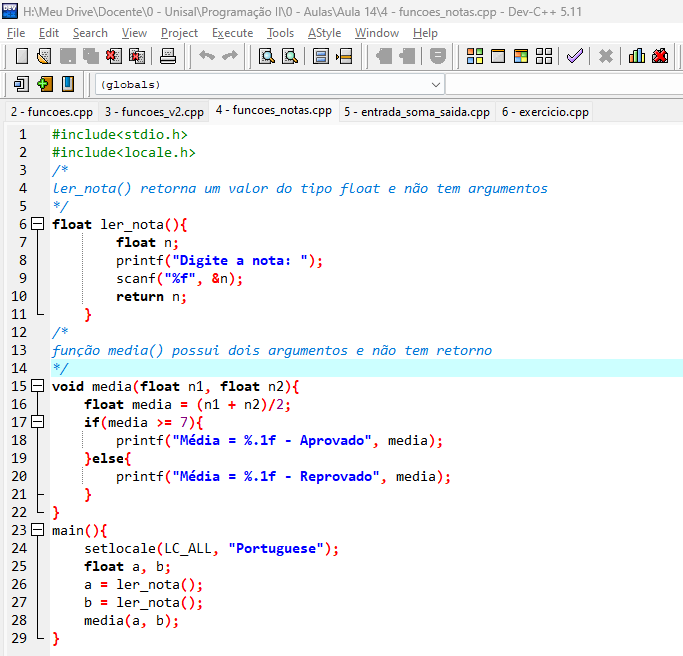 H:\Meu Drive\Docente\0 - Unisal\Programação II\0 - Aulas\Aula 14\4 - funcoes_notas.cpp - Dev-C++ 5.11
File Edit Search View Project Execute Tools AStyle Window Help
(globals)
2 - funcoes.cpp 3 - funcoes_v2.cpp 4 - funcoes_notas.cpp 5 - entrada_soma_saida.cpp 6 - exercicio.cpp
1 #include<stdio.h>
2 #include<locale.h>
3 /*
4 ler_nota() retorna um valor do tipo float e não tem argumentos
5 */
6 float ler_nota(){
7 float n;
8 printf("Digite a nota: ");
9 scanf("%f", &n);
10 return n;
11 }
12 /*
13 função media() possui dois argumentos e não tem retorno
14 */
15 void media(float n1, float n2){
16 float media = (n1 + n2)/2;
17 if(media >= 7){
18 printf("Média = %.1f - Aprovado", media);
19 }else{
20 printf("Média = %.1f - Reprovado", media);
21 }
22 }
23 main(){
24 setlocale(LC_ALL, "Portuguese");
25 float a, b;
26 a = ler_nota();
27 b = ler_nota();
28 media(a, b);
29 }